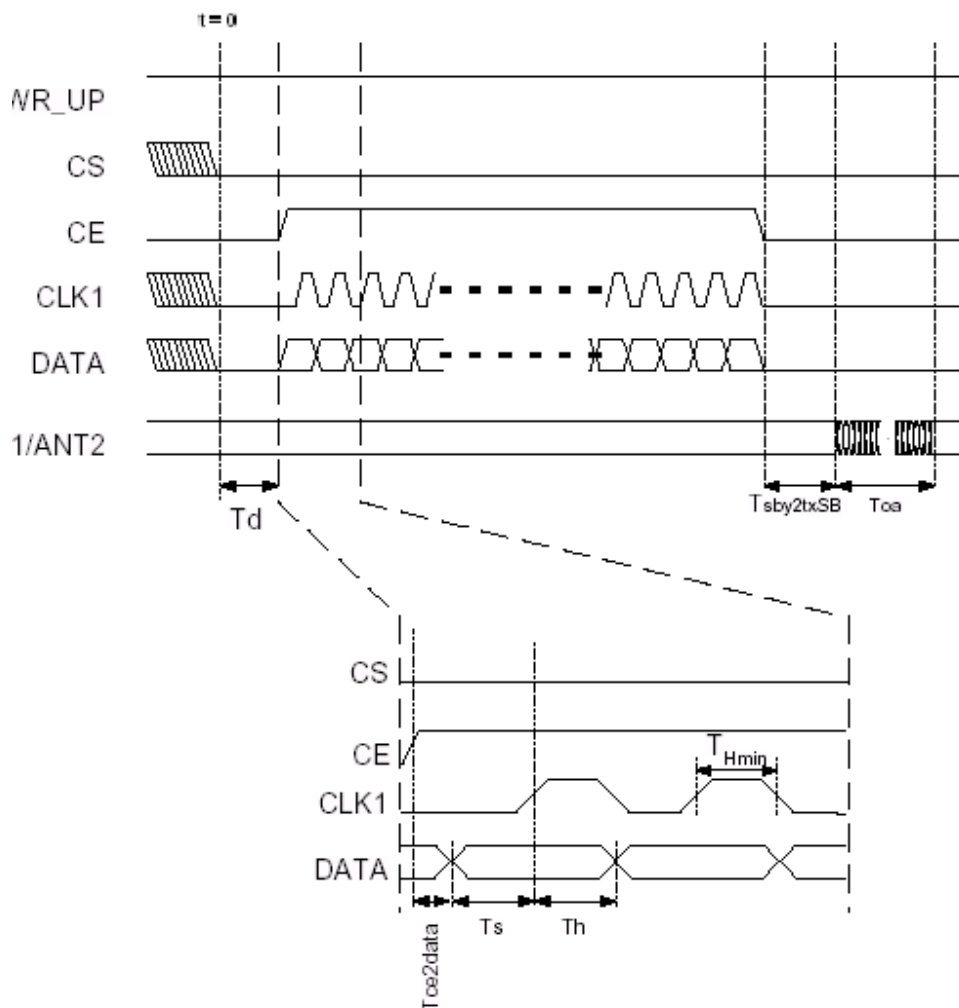 t=0
WR_UP
CS
CE
CLK1
DATA
1/ANT2
Td
Tsby2txSB
Toa
CS
CE
THmin
CLK1
DATA
Tce2data
Ts
Th